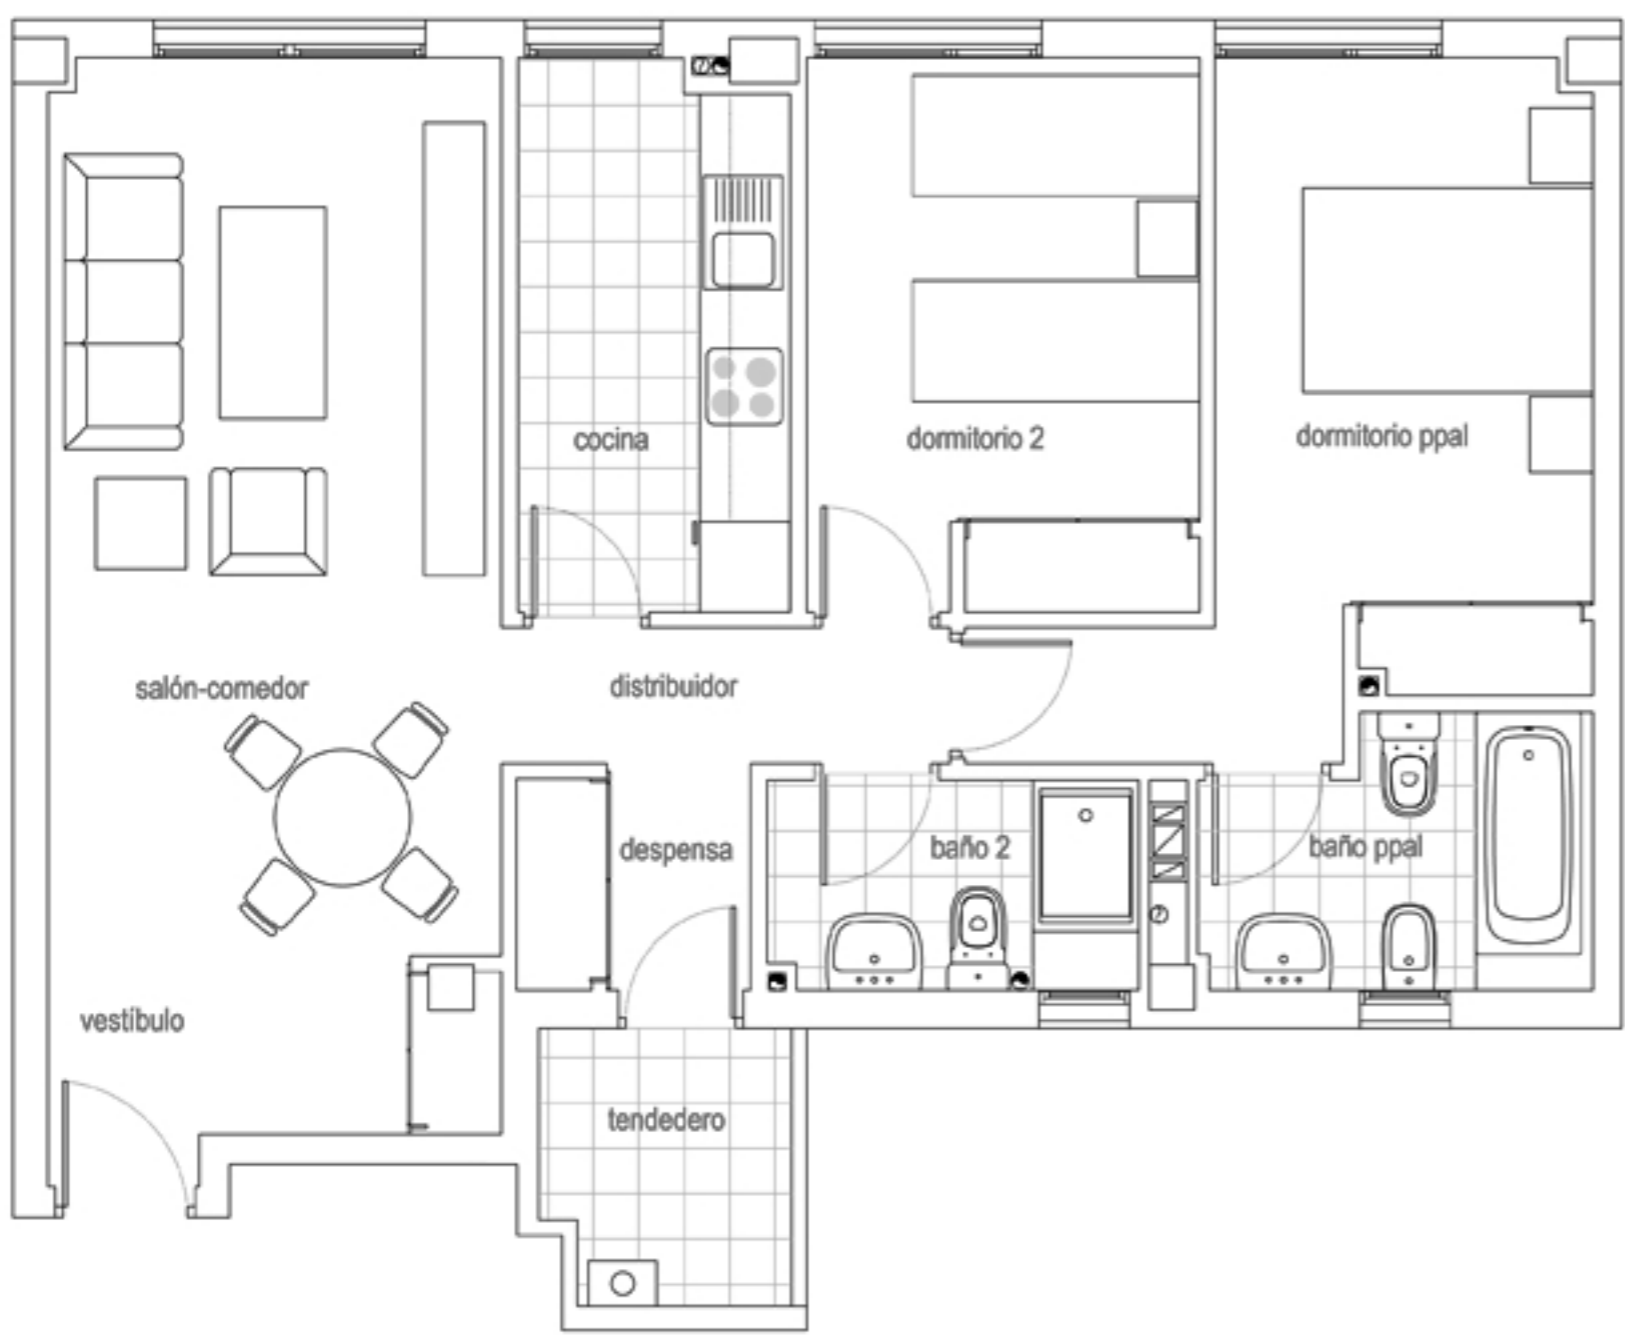 cocina
dormitorio 2
dormitorio ppal
salón-comedor
distribuidor
despensa
baño 2
baño ppal
vestíbulo
tendedero